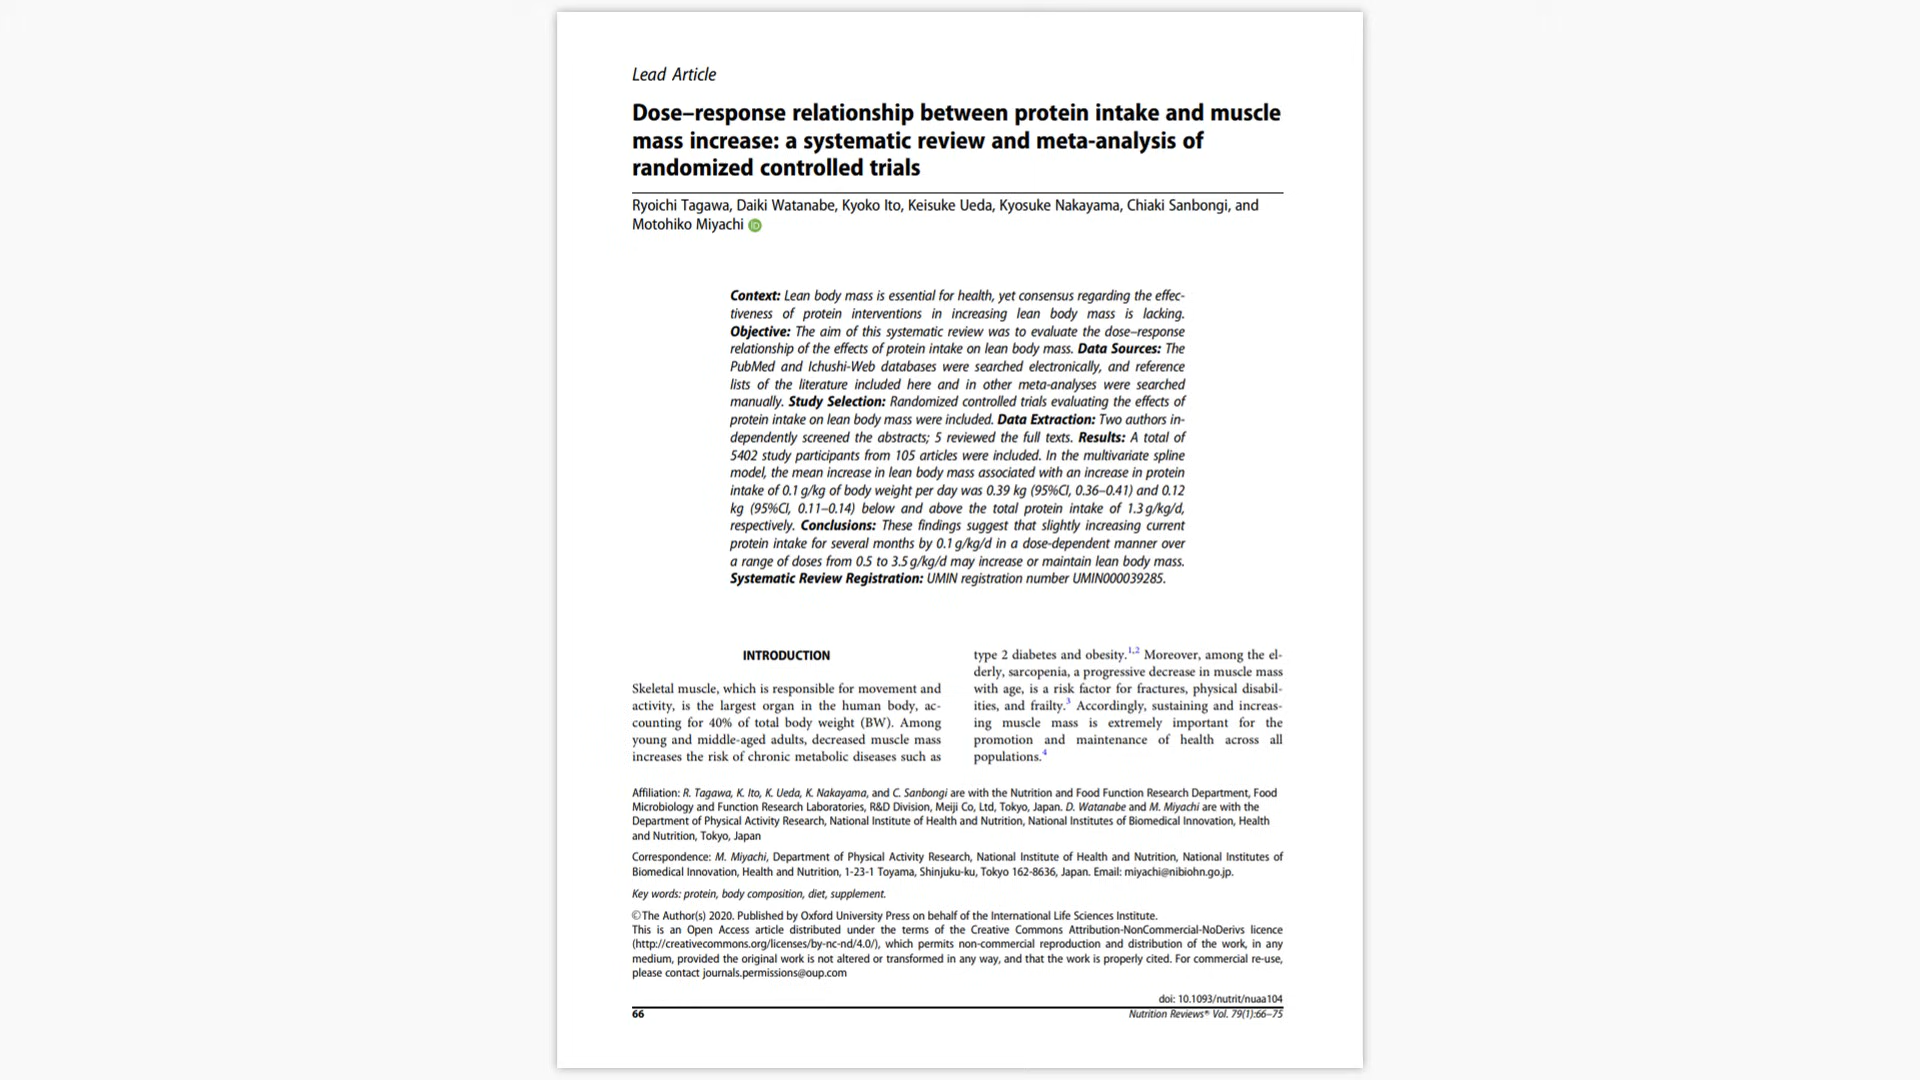 Lead Article
Dose–response relationship between protein intake and muscle
mass increase: a systematic review and meta-analysis of
randomized controlled trials
Ryoichi Tagawa, Daiki Watanabe, Kyoko Ito, Keisuke Ueda, Kyosuke Nakayama, Chiaki Sanbongi, and
Motohiko Miyachi iD
Context: Lean body mass is essential for health, yet consensus regarding the effec-
tiveness of protein interventions in increasing lean body mass is lacking.
Objective: The aim of this systematic review was to evaluate the dose–response
relationship of the effects of protein intake on lean body mass. Data Sources: The
PubMed and Ichushi-Web databases were searched electronically, and reference
lists of the literature included here and in other meta-analyses were searched
manually. Study Selection: Randomized controlled trials evaluating the effects of
protein intake on lean body mass were included. Data Extraction: Two authors in-
dependently screened the abstracts; 5 reviewed the full texts. Results: A total of
5402 study participants from 105 articles were included. In the multivariate spline
model, the mean increase in lean body mass associated with an increase in protein
intake of 0.1 g/kg of body weight per day was 0.39 kg (95%CI, 0.36–0.41) and 0.12
kg (95%CI, 0.11–0.14) below and above the total protein intake of 1.3 g/kg/d,
respectively. Conclusions: These findings suggest that slightly increasing current
protein intake for several months by 0.1 g/kg/d in a dose-dependent manner over
a range of doses from 0.5 to 3.5 g/kg/d may increase or maintain lean body mass.
Systematic Review Registration: UMIN registration number UMIN000039285.
INTRODUCTION
Skeletal muscle, which is responsible for movement and
activity, is the largest organ in the human body, ac-
counting for 40% of total body weight (BW). Among
young and middle-aged adults, decreased muscle mass
increases the risk of chronic metabolic diseases such as
type 2 diabetes and obesity.1,2 Moreover, among the el-
derly, sarcopenia, a progressive decrease in muscle mass
with age, is a risk factor for fractures, physical disabil-
ities, and frailty.3 Accordingly, sustaining and increas-
ing muscle mass is extremely important for the
promotion and maintenance of health across all
populations.4
Affiliation: R. Tagawa, K. Ito, K. Ueda, K. Nakayama, and C. Sanbongi are with the Nutrition and Food Function Research Department, Food
Microbiology and Function Research Laboratories, R&D Division, Meiji Co, Ltd, Tokyo, Japan. D. Watanabe and M. Miyachi are with the
Department of Physical Activity Research, National Institute of Health and Nutrition, National Institutes of Biomedical Innovation, Health
and Nutrition, Tokyo, Japan
Correspondence: M. Miyachi, Department of Physical Activity Research, National Institute of Health and Nutrition, National Institutes of
Biomedical Innovation, Health and Nutrition, 1-23-1 Toyama, Shinjuku-ku, Tokyo 162-8636, Japan. Email: miyachi@nibiohn.go.jp.
Key words: protein, body composition, diet, supplement.
©The Author(s) 2020. Published by Oxford University Press on behalf of the International Life Sciences Institute.
This is an Open Access article distributed under the terms of the Creative Commons Attribution-NonCommercial-NoDerivs licence
(http://creativecommons.org/licenses/by-nc-nd/4.0/), which permits non-commercial reproduction and distribution of the work, in any
medium, provided the original work is not altered or transformed in any way, and that the work is properly cited. For commercial re-use,
please contact journals.permissions@oup.com
doi: 10.1093/nutrit/nuaa104
66
Nutrition Reviews® Vol. 79(1):66–75